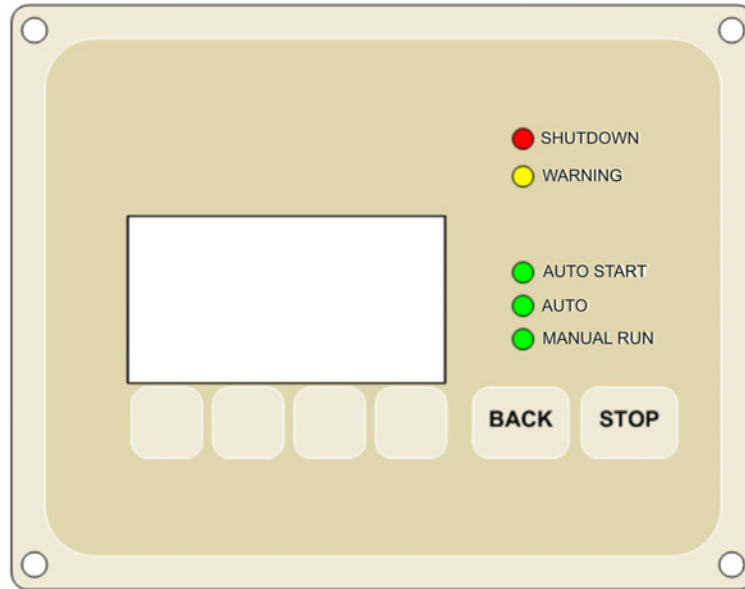 SHUTDOWN
WARNING
AUTO START
AUTO
MANUAL RUN
BACK STOP